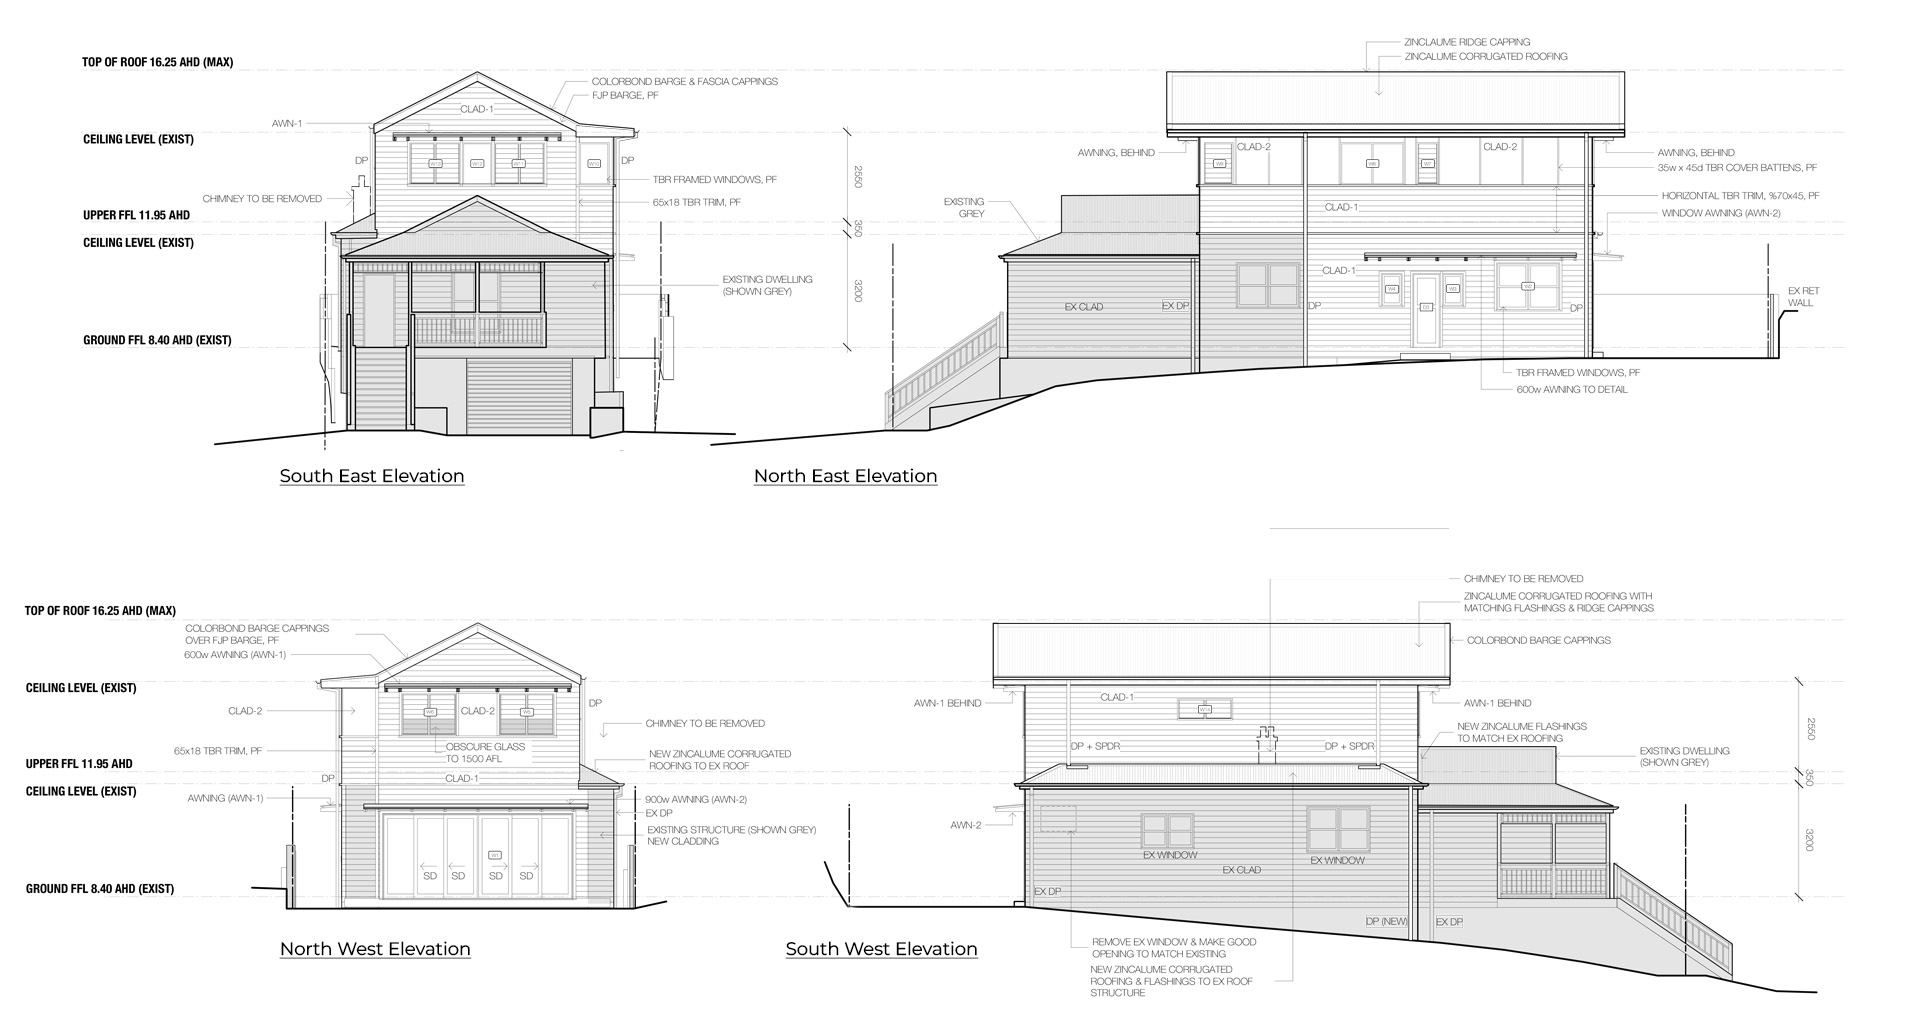 TOP OF ROOF 16.25 AHD (MAX)
COLORBOND BARGE & FASCIA CAPPINGS
FJP BARGE, PF
CLAD-1
AWN-1
CEILING LEVEL (EXIST)
DP
DP
W10
TBR FRAMED WINDOWS, PF
CHIMNEY TO BE REMOVED
65x18 TBR TRIM, PF
2550
UPPER FFL 11.95 AHD
350
CEILING LEVEL (EXIST)
EXISTING DWELLING
(SHOWN GREY)
3200
GROUND FFL 8.40 AHD (EXIST)
South East Elevation
ZINCLAUME RIDGE CAPPING
ZINCALUME CORRUGATED ROOFING
AWNING, BEHIND
CLAD-2
CLAD-2
AWNING, BEHIND
35w x 45d TBR COVER BATTENS, PF
HORIZONTAL TBR TRIM, %70x45, PF
EXISTING
GREY
CLAD-1
WINDOW AWNING (AWN-2)
CLAD-1
W4
W3
W2
EX CLAD
EX DP
DP
DP
EX RET
WALL
TBR FRAMED WINDOWS, PF
600w AWNING TO DETAIL
North East Elevation
TOP OF ROOF 16.25 AHD (MAX)
COLORBOND BARGE CAPPINGS
OVER FJP BARGE, PF
600w AWNING (AWN-1)
CEILING LEVEL (EXIST)
CLAD-2
CLAD-2
DP
CHIMNEY TO BE REMOVED
OBSCURE GLASS
TO 1500 AFL
65x18 TBR TRIM, PF
NEW ZINCALUME CORRUGATED
ROOFING TO EX ROOF
UPPER FFL 11.95 AHD
DP
CLAD-1
CEILING LEVEL (EXIST)
AWNING (AWN-1)
900w AWNING (AWN-2)
EX DP
EXISTING STRUCTURE (SHOWN GREY)
NEW CLADDING
W1
SD
SD
SD
SD
GROUND FFL 8.40 AHD (EXIST)
North West Elevation
CHIMNEY TO BE REMOVED
ZINCALUME CORRUGATED ROOFING WITH
MATCHING FLASHINGS & RIDGE CAPPINGS
COLORBOND BARGE CAPPINGS
AWN-1 BEHIND
CLAD-1
AWN-1 BEHIND
NEW ZINCALUME FLASHINGS
TO MATCH EX ROOFING
DP + SPDR
DP + SPDR
EXISTING DWELLING
(SHOWN GREY)
2550
350
3200
AWN-2
EX WINDOW
EX WINDOW
EX CLAD
EX DP
DP (NEW)
EX DP
REMOVE EX WINDOW & MAKE GOOD
OPENING TO MATCH EXISTING
NEW ZINCALUME CORRUGATED
ROOFING & FLASHINGS TO EX ROOF
STRUCTURE
South West Elevation